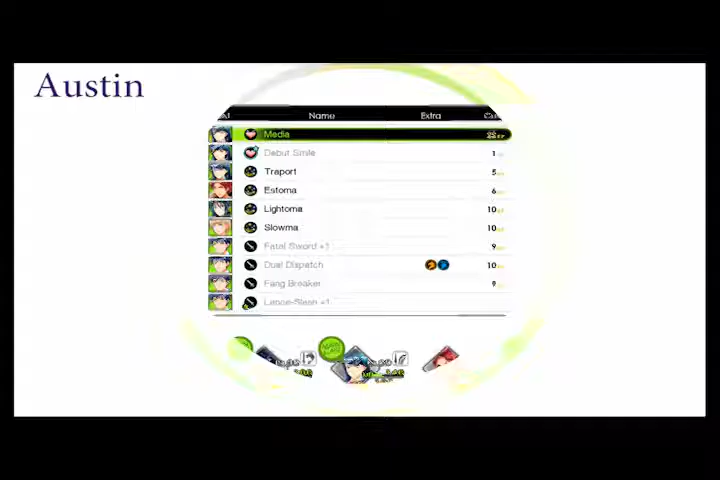 Austin
Name Extra
Media
Debut Smile 1
Traport 5
Estoma 6
Lightoma 10
Slowma 10
Fatal Sword +1 9
Dual Dispatch 10
Fang Breaker 9
Lance-Slash +1